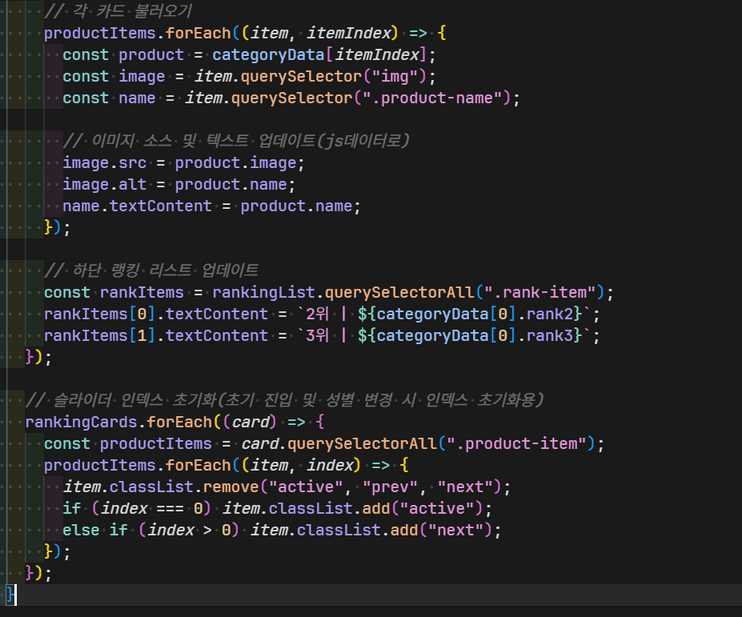 // 각 카드 불러오기
productItems.forEach((item, itemIndex) => {
const product = categoryData[itemIndex];
const image = item.querySelector("img");
const name = item.querySelector(".product-name");
// 이미지 소스 및 텍스트 업데이트(js데이터로)
image.src = product.image;
image.alt = product.name;
name.textContent = product.name;
});
// 하단 랭킹 리스트 업데이트
const rankItems = rankingList.querySelectorAll(".rank-item");
rankItems[0].textContent = `2위 | ${categoryData[0].rank2}`;
rankItems[1].textContent = `3위 | ${categoryData[0].rank3}`;
});
// 슬라이더 인덱스 초기화(초기 진입 및 성별 변경 시 인덱스 초기화용)
rankingCards.forEach((card) => {
const productItems = card.querySelectorAll(".product-item");
productItems.forEach((item, index) => {
item.classList.remove("active", "prev", "next");
if (index === 0) item.classList.add("active");
else if (index > 0) item.classList.add("next");
});
});
}